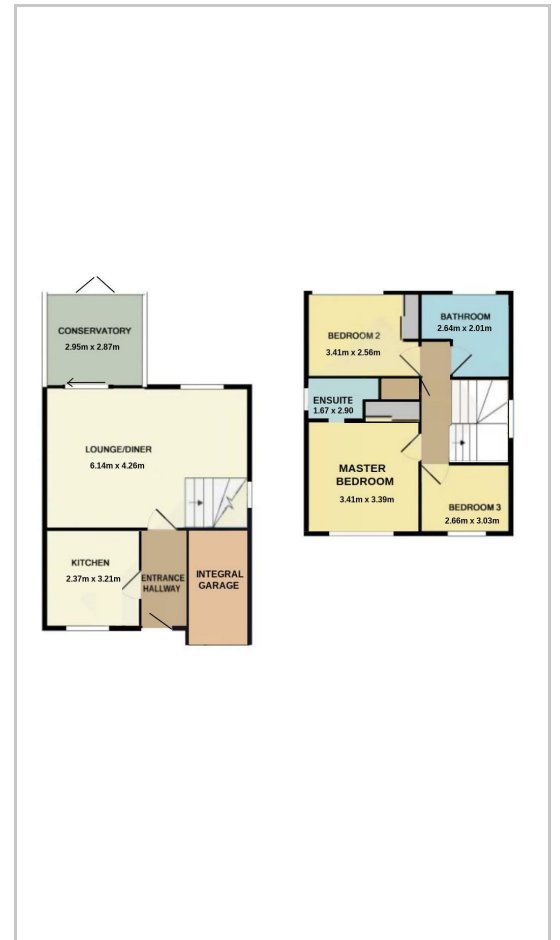 CONSERVATORY
2.95m x 2.87m
LOUNGE/DINER
6.14m x 4.26m
KITCHEN
2.37m x 3.21m
ENTRANCE
HALLWAY
INTEGRAL
GARAGE
BEDROOM 2
3.41m x 2.56m
BATHROOM
2.64m x 2.01m
ENSUITE
1.67 x 2.90
MASTER
BEDROOM
3.41m x 3.39m
BEDROOM 3
2.66m x 3.03m